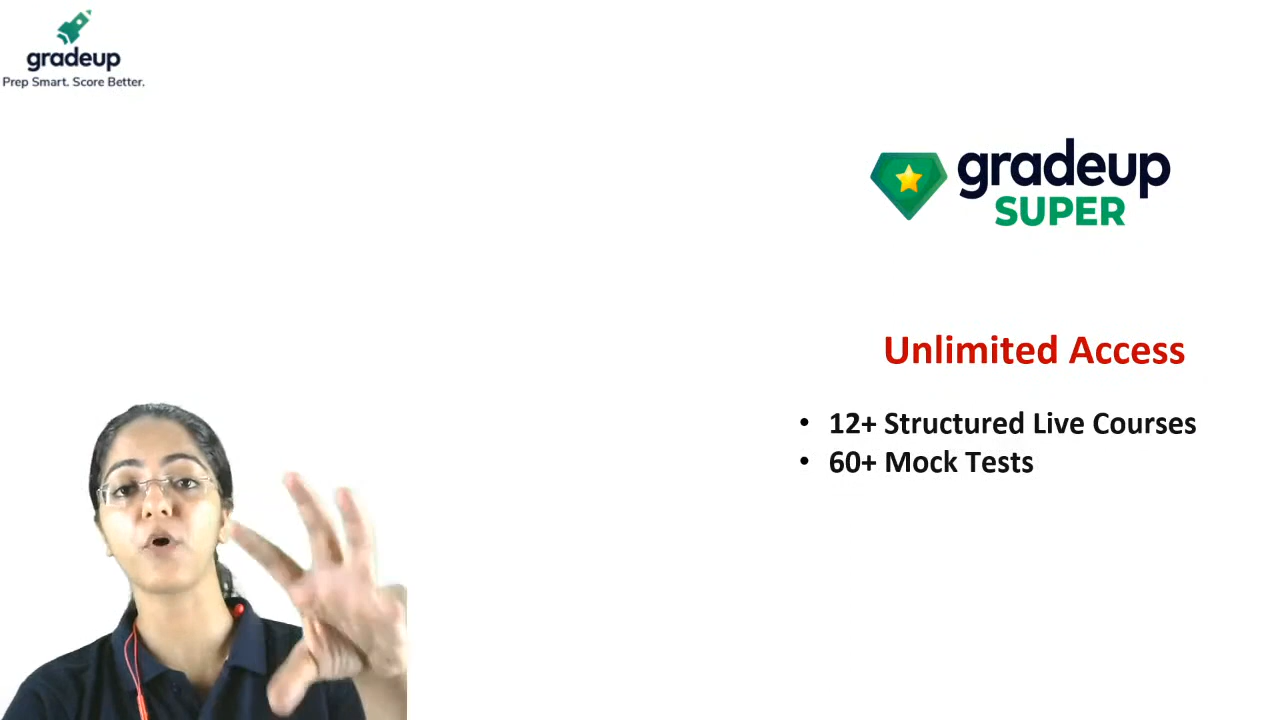 gradeup
Prep Smart. Score Better.
gradeup
SUPER
Unlimited Access
• 12+ Structured Live Courses
• 60+ Mock Tests